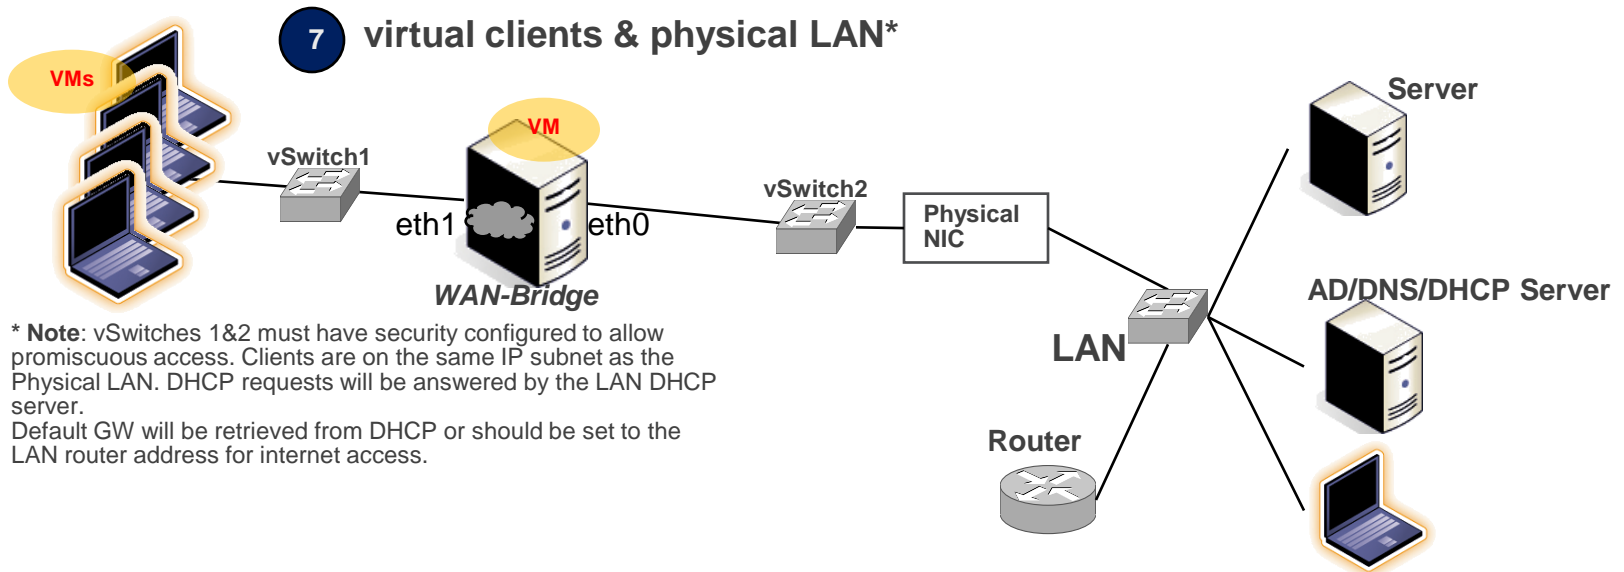 7
virtual clients & physical LAN*
VMs
VM
Server
vSwitch1
vSwitch2
Physical
NIC
eth1
eth0
WAN-Bridge
AD/DNS/DHCP Server
LAN
Router
* Note: vSwitches 1&2 must have security configured to allow
promiscuous access. Clients are on the same IP subnet as the
Physical LAN. DHCP requests will be answered by the LAN DHCP
server.
Default GW will be retrieved from DHCP or should be set to the
LAN router address for internet access.